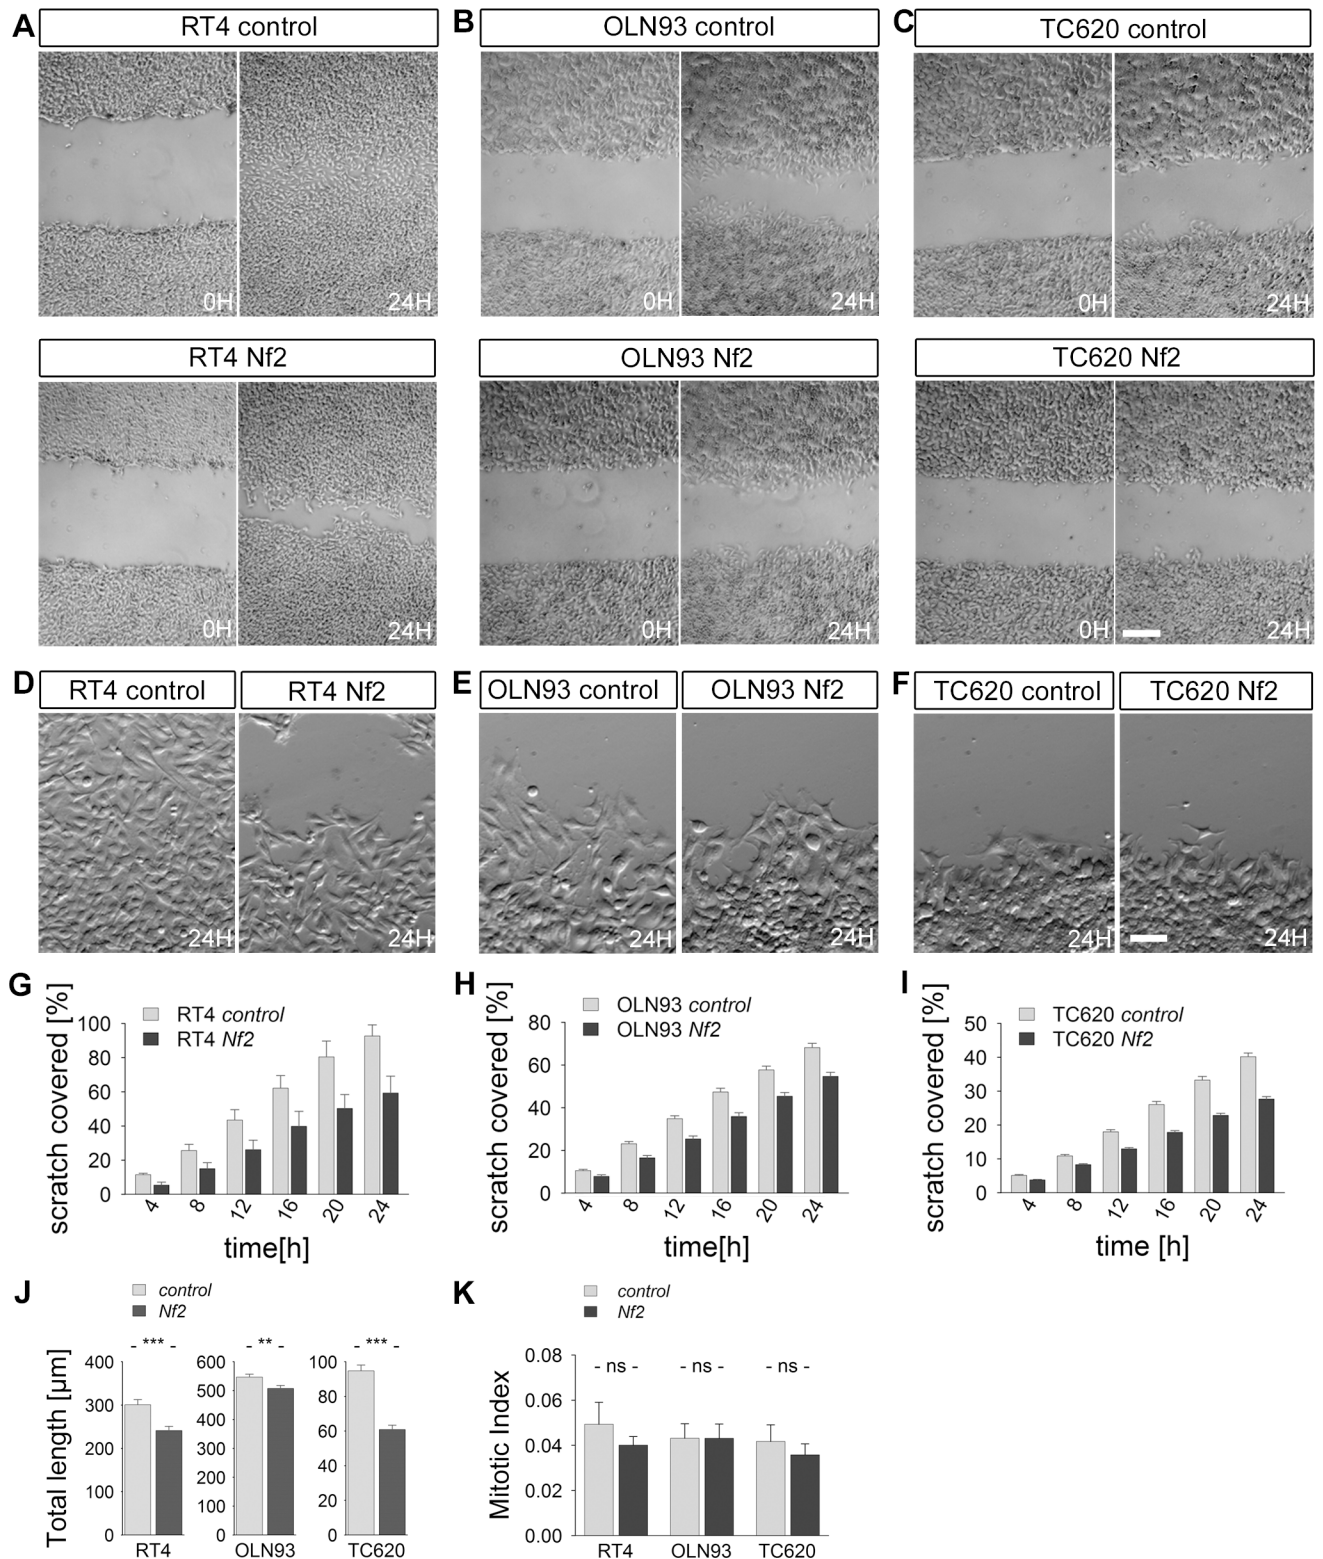 A RT4 control B OLN93 control C TC620 control
0H 24H 0H 24H 0H 24H
RT4 Nf2 OLN93 Nf2 TC620 Nf2
0H 24H 0H 24H 0H 24H
D RT4 control RT4 Nf2 E OLN93 control OLN93 Nf2 F TC620 control TC620 Nf2
24H 24H 24H 24H 24H 24H
G
scratch covered [%]
RT4 control
RT4 Nf2
100
80
60
40
20
0
4 8 12 16 20 24
time[h]
H
scratch covered [%]
OLN93 control
OLN93 Nf2
80
60
40
20
0
4 8 12 16 20 24
time[h]
I
scratch covered [%]
TC620 control
TC620 Nf2
50
40
30
20
10
0
4 8 12 16 20 24
time [h]
J
control
Nf2
Total length [µm]
- *** -
400
300
200
100
0
RT4
- ** -
600
500
400
300
200
100
0
OLN93
- *** -
100
80
60
40
20
0
TC620
K
control
Nf2
Mitotic Index
0.08
0.06
0.04
0.02
0.00
- ns - - ns - - ns -
RT4 OLN93 TC620